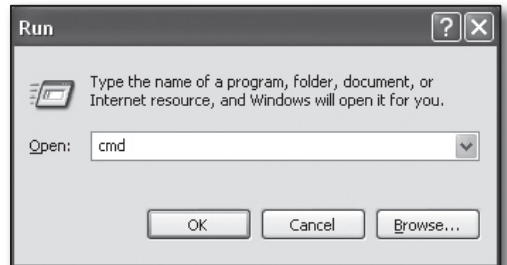 Run
Type the name of a program, folder, document, or
Internet resource, and Windows will open it for you.
Open: cmd
OK Cancel Browse...